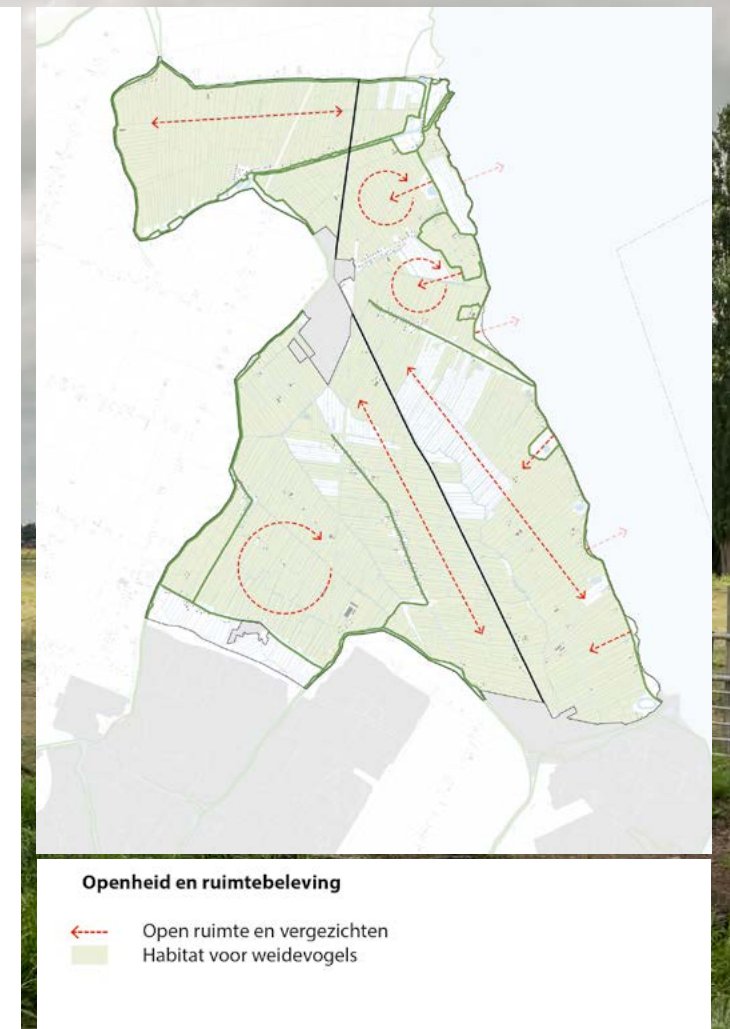 Openheid en ruimtebeleving
Open ruimte en vergezichten
Habitat voor weidevogels